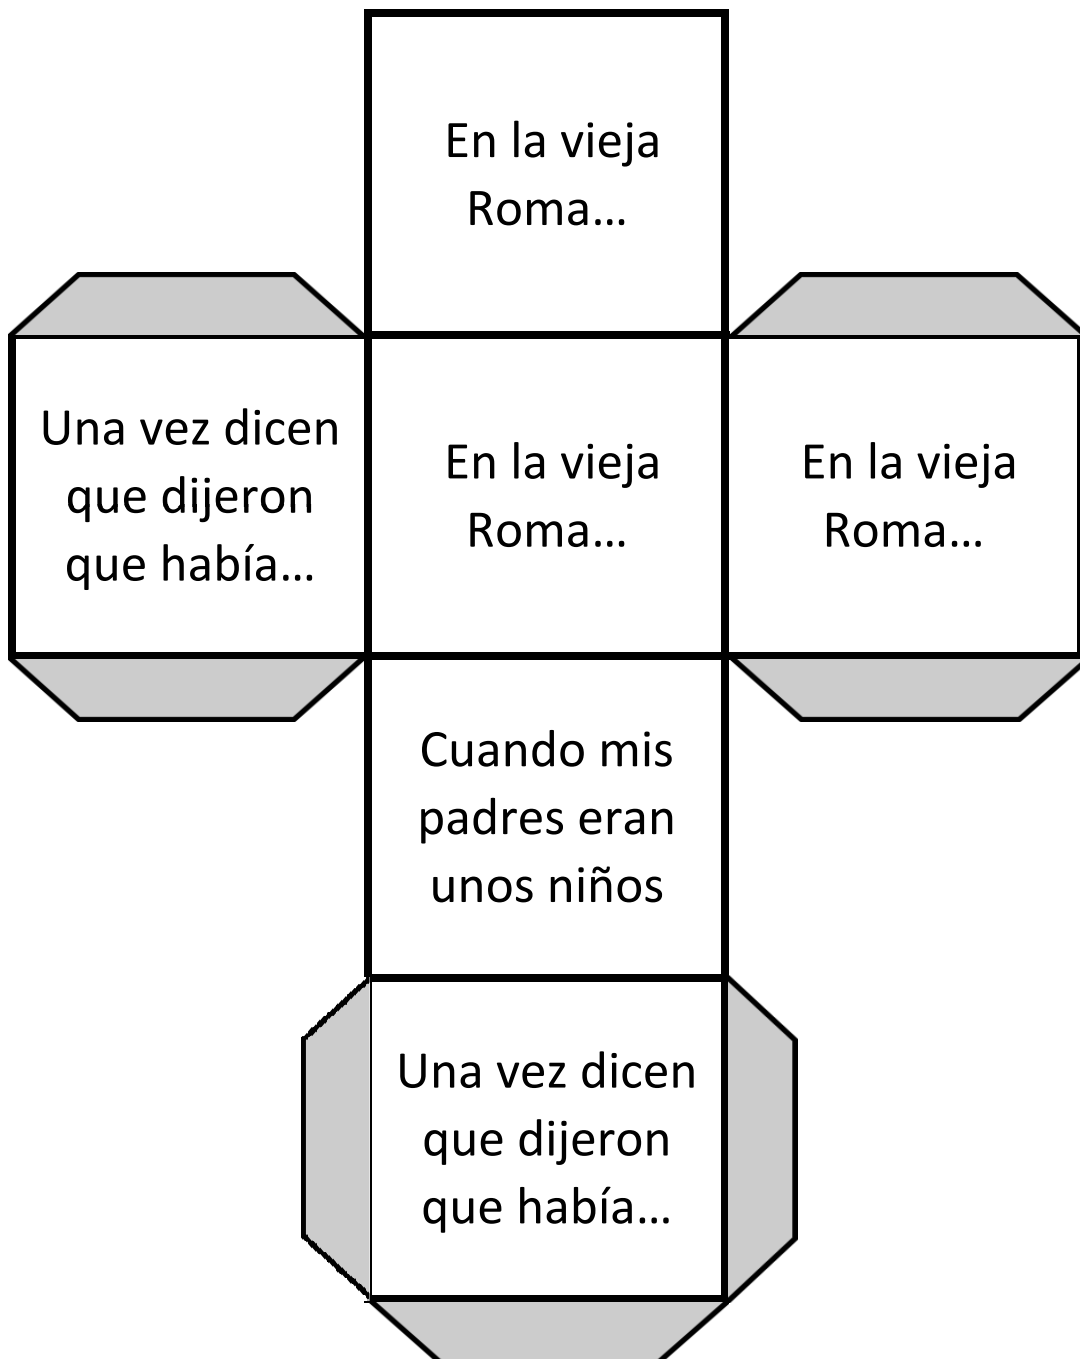 En la vieja
Roma...
Una vez dicen
que dijeron
que había...
En la vieja
Roma...
En la vieja
Roma...
Cuando mis
padres eran
unos niños
Una vez dicen
que dijeron
que había...